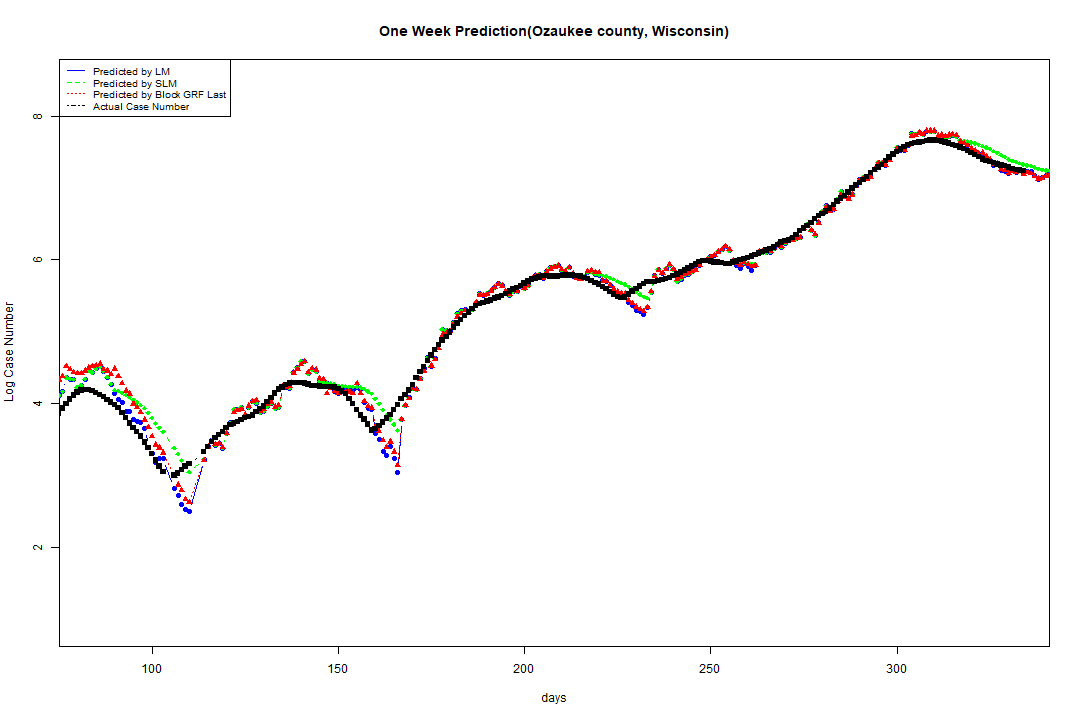 One Week Prediction(Ozaukee county, Wisconsin)
Predicted by LM
Predicted by SLM
Predicted by Block GRF Last
Actual Case Number
8
6
4
2
Log Case Number
100 150 200 250 300
days